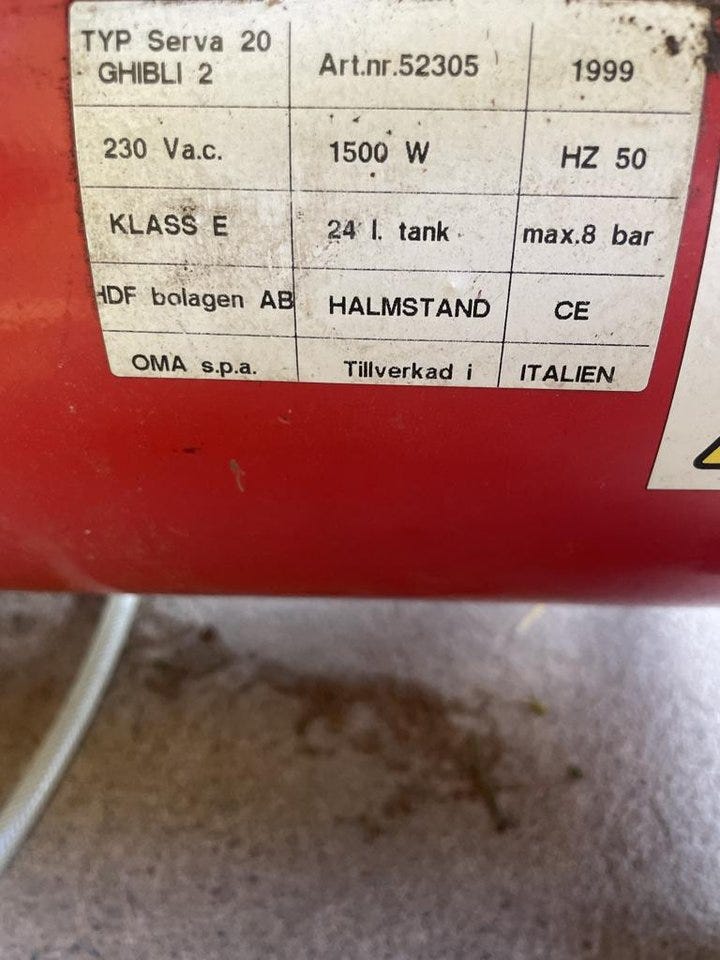 TYP Serva 20 GHIBLI 2 Art.nr.52305 1999
230 Va.c. 1500 W HZ 50
KLASS E 24 l. tank max.8 bar
HDF bolagen AB HALMSTAND CE
OMA s.p.a. Tillverkad i ITALIEN